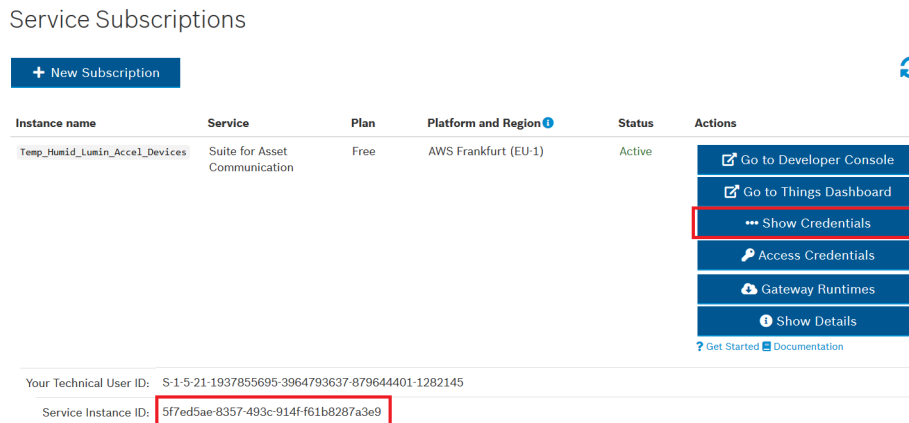 Service Subscriptions
+ New Subscription
Instance name Service Plan Platform and Region Status Actions
Temp_Humid_Lumin_Accel_Devices Suite for Asset Free AWS Frankfurt (EU-1) Active Go to Developer Console
Communication
Go to Things Dashboard
Show Credentials
Access Credentials
Gateway Runtimes
Show Details
? Get Started Documentation
Your Technical User ID: S-1-5-21-1937855695-3964793637-879644401-1282145
Service Instance ID: 5f7ed5ae-8357-493c-914f-f61b8287a3e9